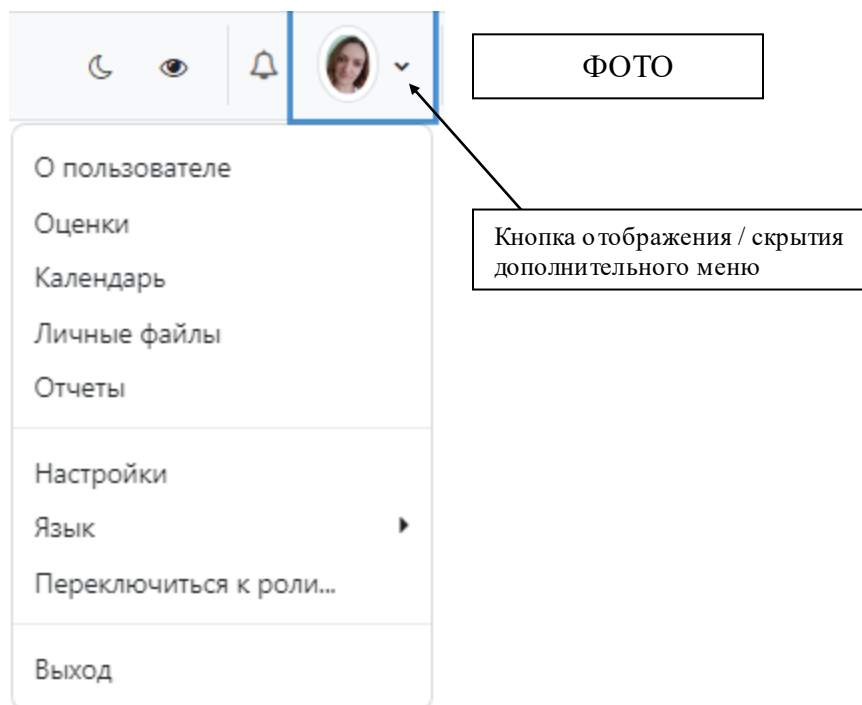 ФОТО
О пользователе
Оценки
Кнопка отображения / скрытия
дополнительного меню
Календарь
Личные файлы
Отчеты
Настройки
Язык
Переключиться к роли...
Выход